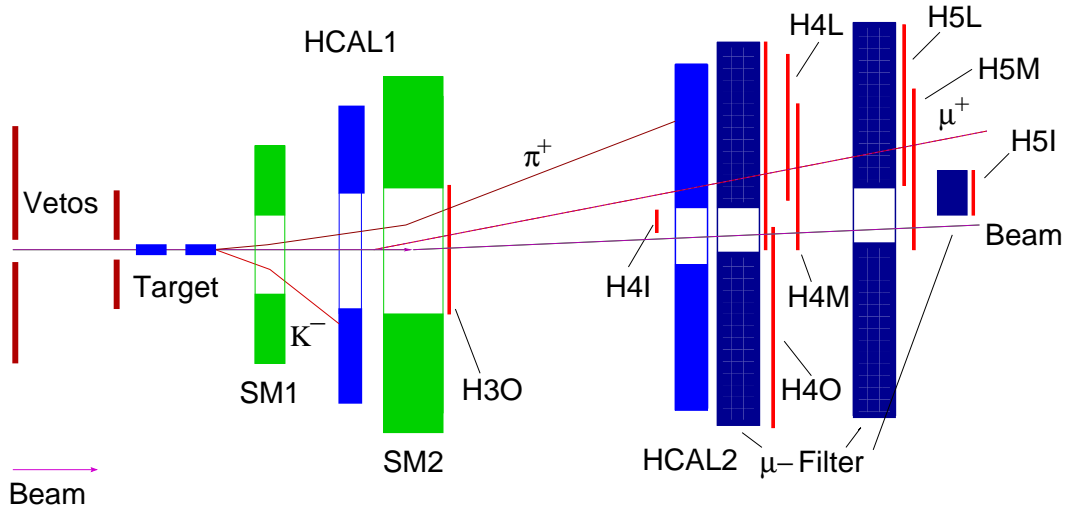 HCAL1
H4L
H5L
H5M
μ+
π+
H5I
Vetos
Beam
Target
H4I
H4M
K−
SM1
H3O
H4O
SM2
HCAL2
μ− Filter
Beam